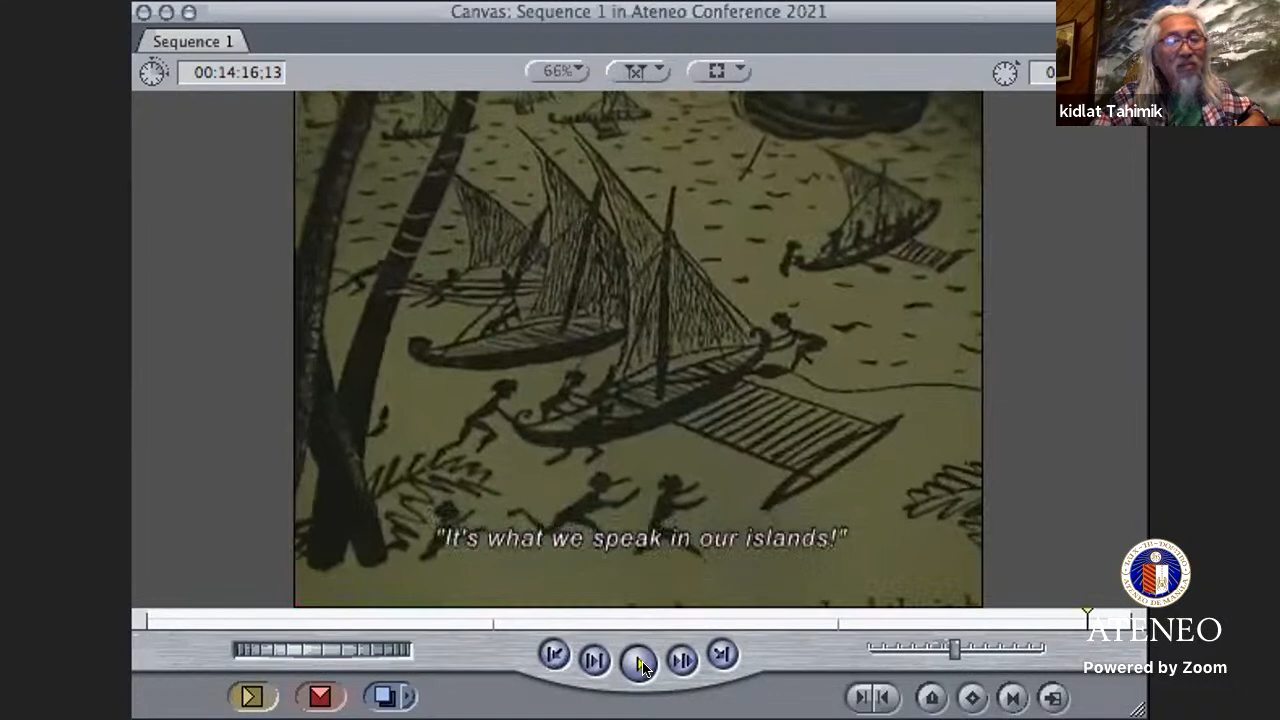 Canvas: Sequence 1 in Ateneo Conference 2021
Sequence 1
00:14:16;13
66%
0
kidlat Tahimik
"It's what we speak in our islands!"
ATENEO
Powered by Zoom